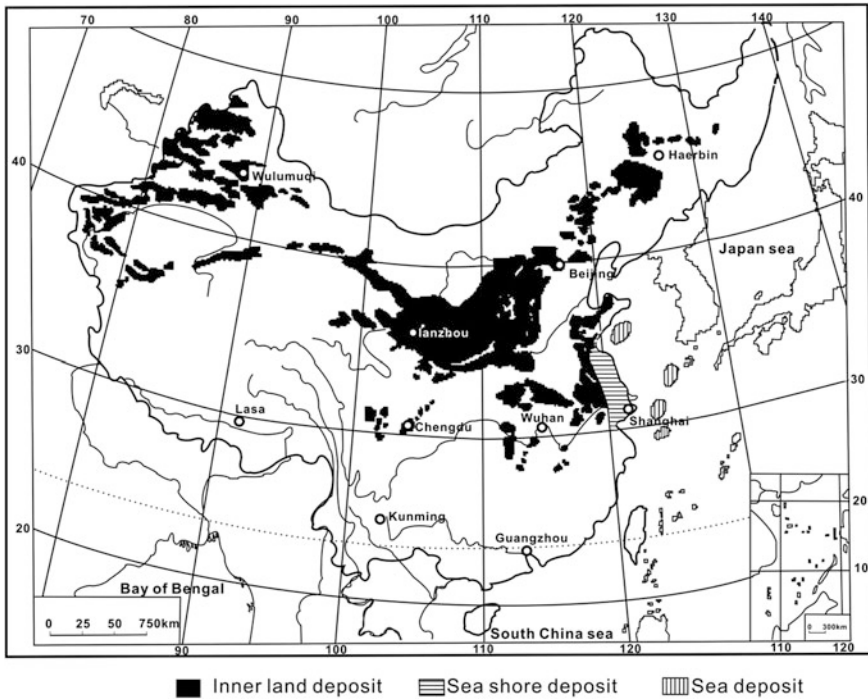 70 80 90 100 110 120 130 140
40
Wulumuqi
Haerbin
40
Japan sea
Beijing
lanzhou
30
30
Lasa
Chengdu
Wuhan
Shanghai
20
Kunming
Guangzhou
20
10
Bay of Bengal
0 25 750km
South China sea
0 300km
90 100 110 120 110 120
Inner land deposit Sea shore deposit Sea deposit